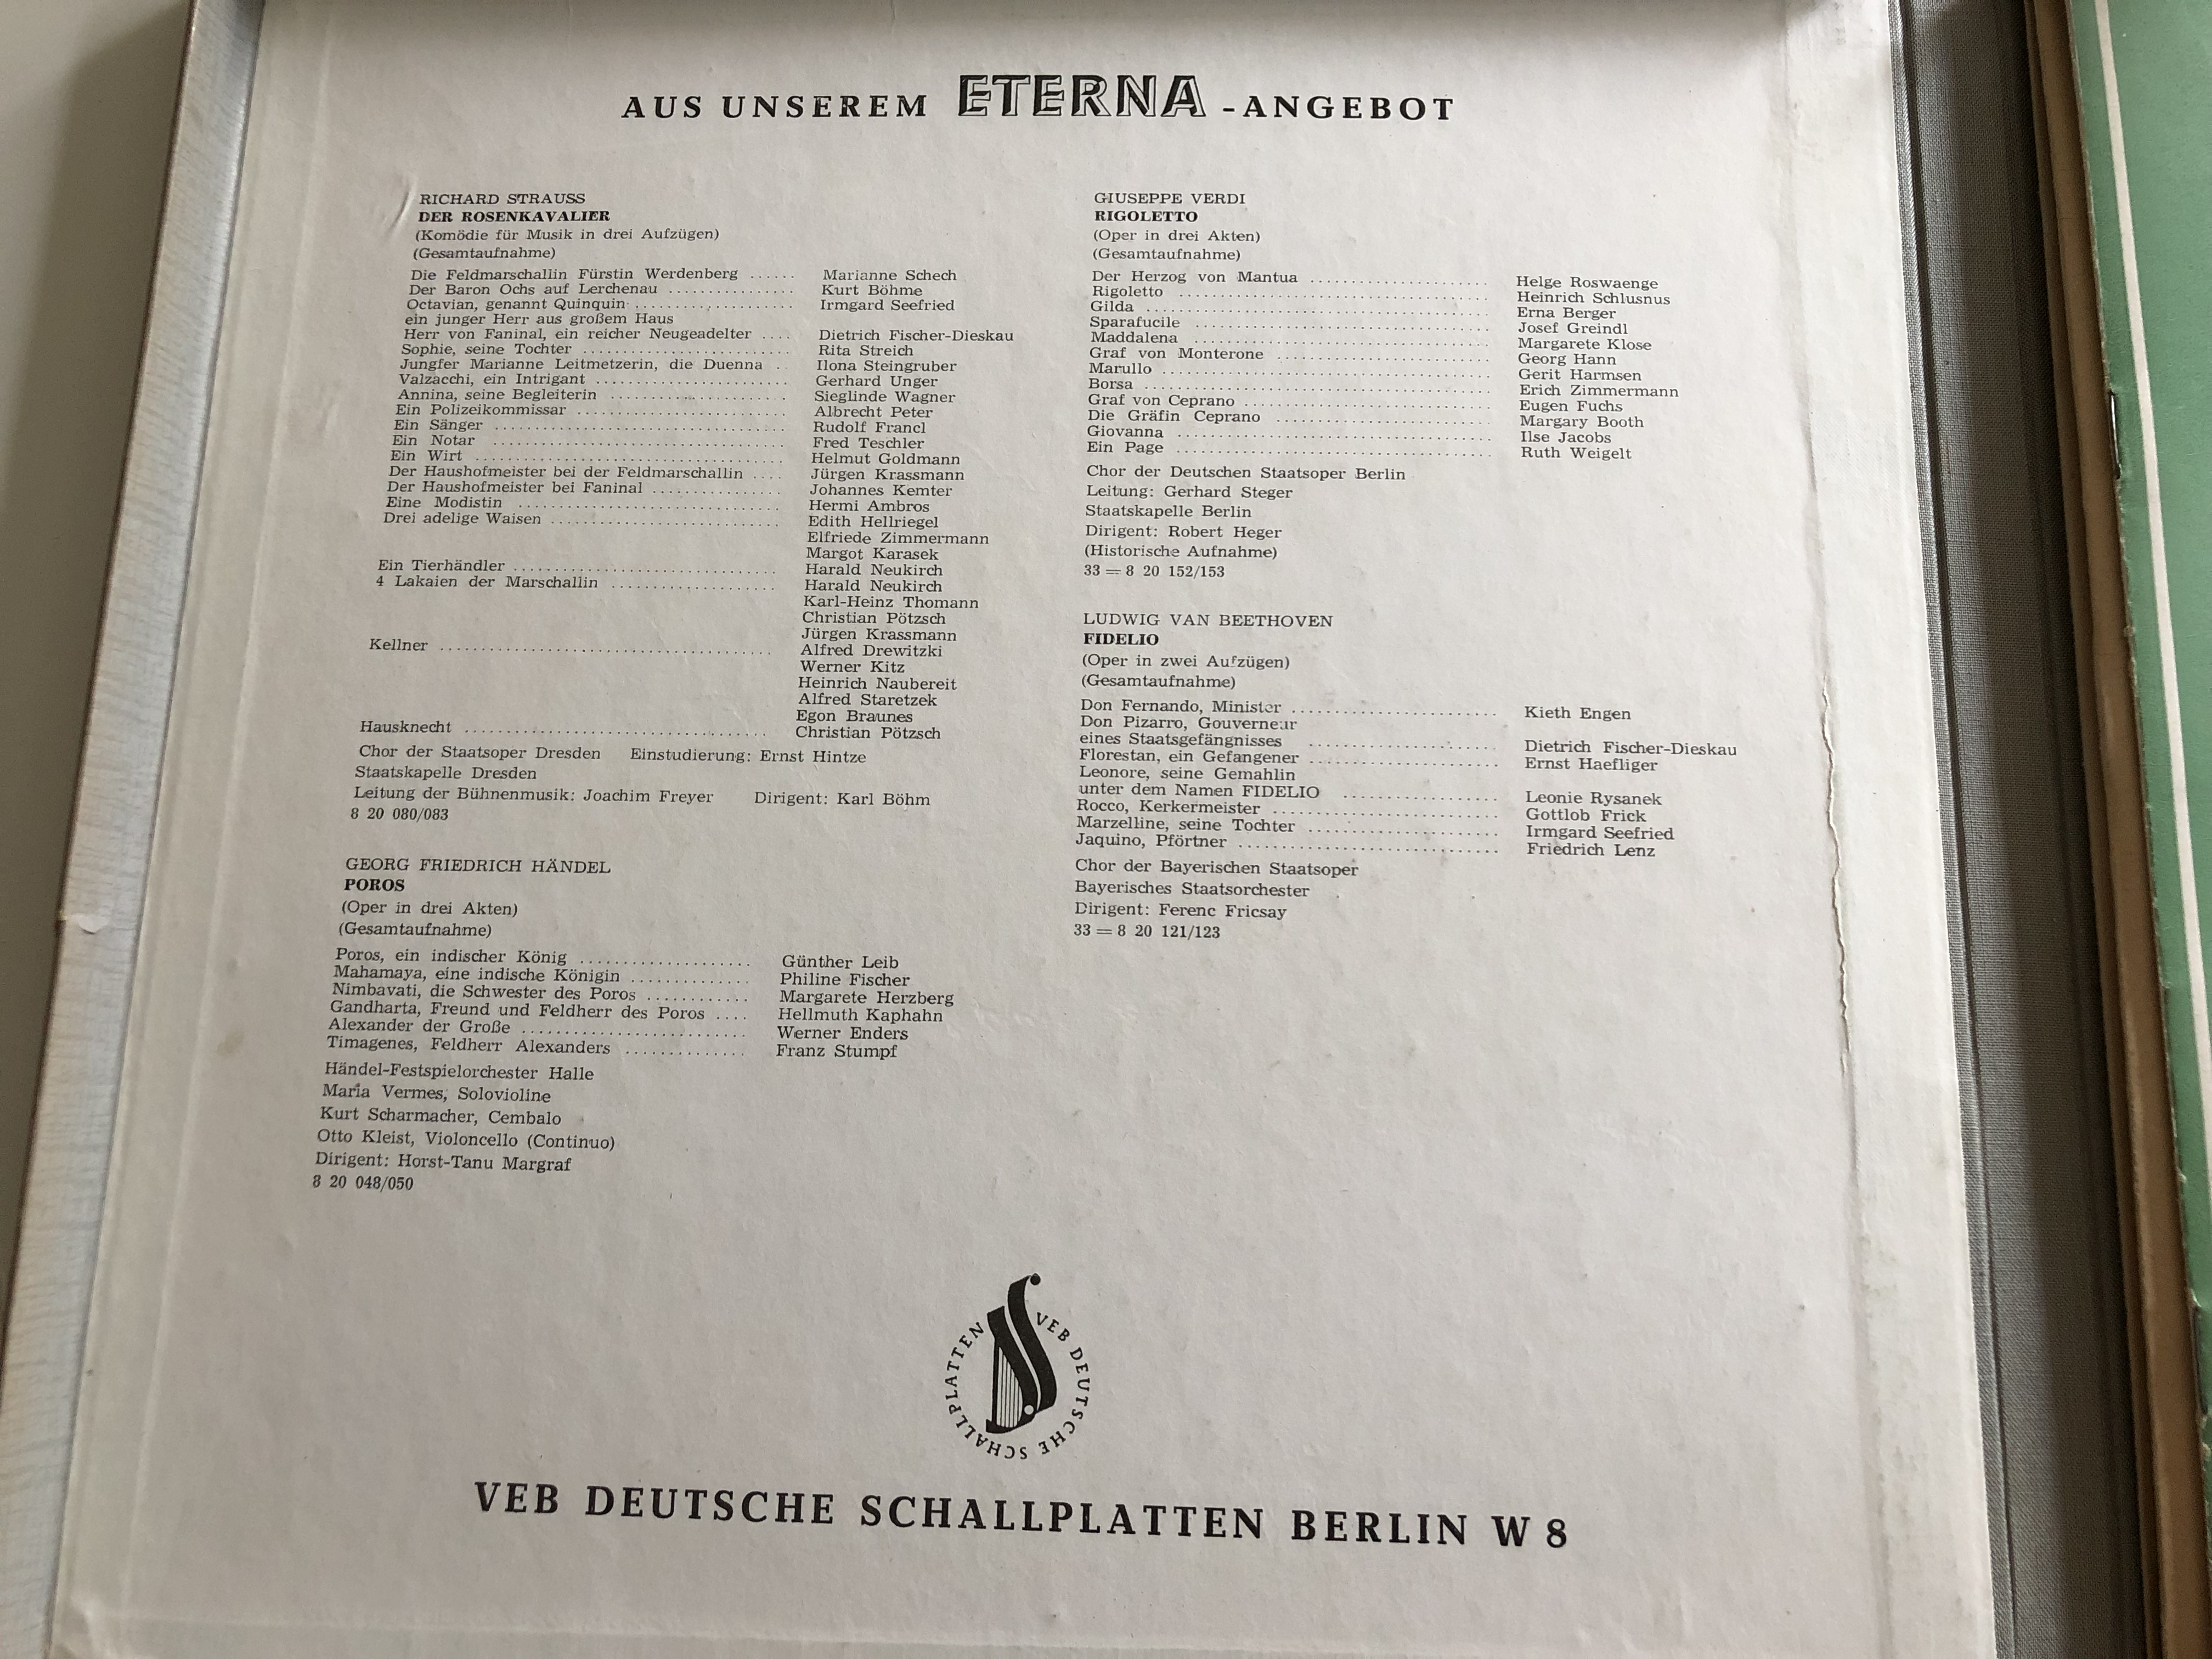 AUS UNSEREM ETERNA -ANGEBOT
RICHARD STRAUSS
DER ROSENKAVALIER
(Komödie für Musik in drei Aufzügen)
(Gesamtaufnahme)
Die Feldmarschallin Fürstin Werdenberg ...... Marianne Schech
Der Baron Ochs auf Lerchenau ................ Kurt Böhme
Octavian, genannt Quinquin .................... Irmgard Seefried
ein junger Herr aus großem Haus
Herr von Faninal, ein reicher Neugeadelter .... Dietrich Fischer-Dieskau
Sophie, seine Tochter .......................... Rita Streich
Jungfer Marianne Leitmetzerin, die Duenna .. Ilona Steingruber
Valzacchi, ein Intrigant ........................ Gerhard Unger
Annina, seine Begleiterin ...................... Sieglinde Wagner
Ein Polizeikommissar .......................... Albrecht Peter
Ein Sänger .................................... Rudolf Francl
Ein Notar .................................... Fred Teschler
Ein Wirt ...................................... Helmut Goldmann
Der Haushofmeister bei der Feldmarschallin .... Jürgen Krassmann
Der Haushofmeister bei Faninal ................ Johannes Kemter
Eine Modistin ................................ Hermi Ambros
Drei adelige Waisen ............................ Edith Hellriegel
Elfriede Zimmermann
Margot Karasek
Ein Tierhändler ................................ Harald Neukirch
4 Lakaien der Marschallin .................... Harald Neukirch
Karl-Heinz Thomann
Christian Pötzsch
Jürgen Krassmann
Kellner ........................................ Alfred Drewitzki
Werner Kitz
Heinrich Naubereit
Alfred Staretzek
Egon Braunes
Hausknecht .................................... Christian Pötzsch
Chor der Staatsoper Dresden Einstudierung: Ernst Hintze
Staatskapelle Dresden
Leitung der Bühnenmusik: Joachim Freyer Dirigent: Karl Böhm
8 20 080/083
GEORG FRIEDRICH HÄNDEL
POROS
(Oper in drei Akten)
(Gesamtaufnahme)
Poros, ein indischer König .................... Günther Leib
Mahamaya, eine indische Königin .............. Philine Fischer
Nimbavati, die Schwester des Poros ............ Margarete Herzberg
Gandharta, Freund und Feldherr des Poros .... Hellmuth Kaphahn
Alexander der Große .......................... Werner Enders
Timagenes, Feldherr Alexanders .............. Franz Stumpf
Händel-Festspielorchester Halle
Maria Vermes, Solovioline
Kurt Scharmacher, Cembalo
Otto Kleist, Violoncello (Continuo)
Dirigent: Horst-Tanu Margraf
8 20 048/050
GIUSEPPE VERDI
RIGOLETTO
(Oper in drei Akten)
(Gesamtaufnahme)
Der Herzog von Mantua ........................ Helge Roswaenge
Rigoletto ...................................... Heinrich Schlusnus
Gilda .......................................... Erna Berger
Sparafucile .................................... Josef Greindl
Maddalena .................................... Margarete Klose
Graf von Monterone ............................ Georg Hann
Marullo ........................................ Gerit Harmsen
Borsa .......................................... Erich Zimmermann
Graf von Ceprano .............................. Eugen Fuchs
Die Gräfin Ceprano ............................ Margary Booth
Giovanna ...................................... Ilse Jacobs
Ein Page ...................................... Ruth Weigelt
Chor der Deutschen Staatsoper Berlin
Leitung: Gerhard Steger
Staatskapelle Berlin
Dirigent: Robert Heger
(Historische Aufnahme)
33 = 8 20 152/153
LUDWIG VAN BEETHOVEN
FIDELIO
(Oper in zwei Aufzügen)
(Gesamtaufnahme)
Don Fernando, Minister .......................... Kieth Engen
Don Pizarro, Gouverneur
eines Staatsgefängnisses ........................ Dietrich Fischer-Dieskau
Florestan, ein Gefangener ........................ Ernst Haefliger
Leonore, seine Gemahlin
unter dem Namen FIDELIO .................... Leonie Rysanek
Rocco, Kerkermeister .............................. Gottlob Frick
Marzelline, seine Tochter ........................ Irmgard Seefried
Jaquino, Pförtner ................................ Friedrich Lenz
Chor der Bayerischen Staatsoper
Bayerisches Staatsorchester
Dirigent: Ferenc Fricsay
33 = 8 20 121/123
VEB DEUTSCHE SCHALLPLATTEN
VEB DEUTSCHE SCHALLPLATTEN BERLIN W 8